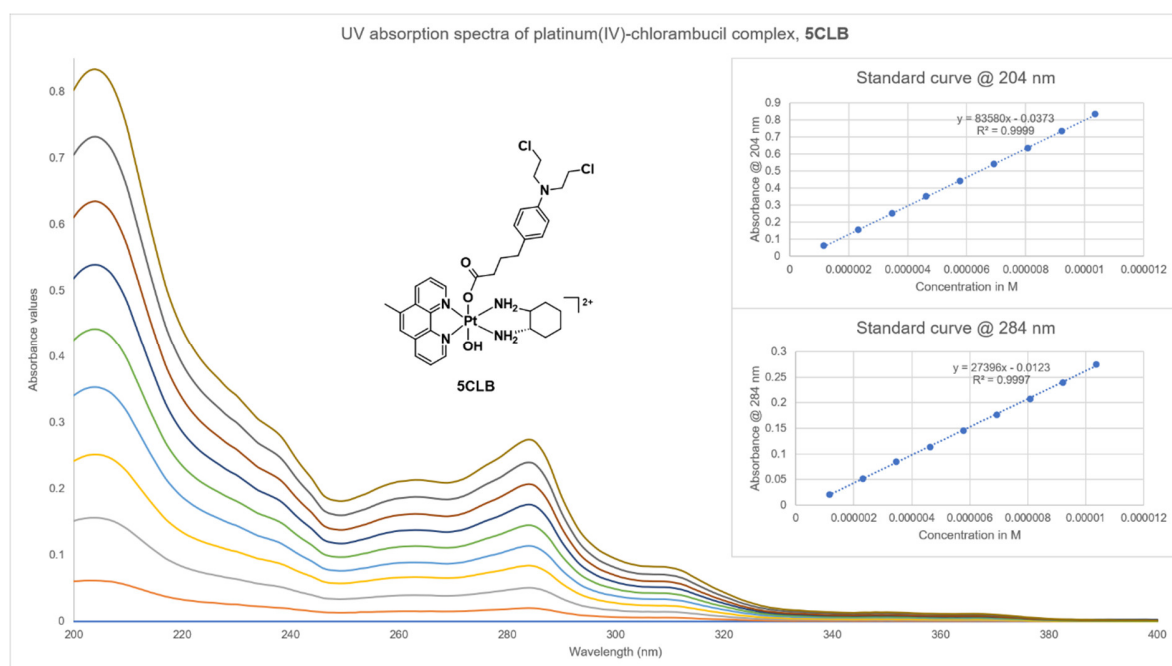 UV absorption spectra of platinum(IV)-chlorambucil complex, 5CLB
Absorbance values
0.8
0.7
0.6
0.5
0.4
0.3
0.2
0.1
0
200
220
240
260
280
300
320
340
360
380
400
Wavelength (nm)
Cl
Cl
N
O
O
N
NH2
2+
Pt
N
NH2
OH
5CLB
Standard curve @ 204 nm
Absorbance @ 204 nm
0.9
0.8
0.7
0.6
0.5
0.4
0.3
0.2
0.1
0
y = 83580x - 0.0373
R² = 0.9999
0 0.000002 0.000004 0.000006 0.000008 0.00001 0.000012
Concentration in M
Standard curve @ 284 nm
Absorbance @ 284 nm
0.3
0.25
0.2
0.15
0.1
0.05
0
y = 27396x - 0.0123
R² = 0.9997
0 0.000002 0.000004 0.000006 0.000008 0.00001 0.000012
Concentration in M